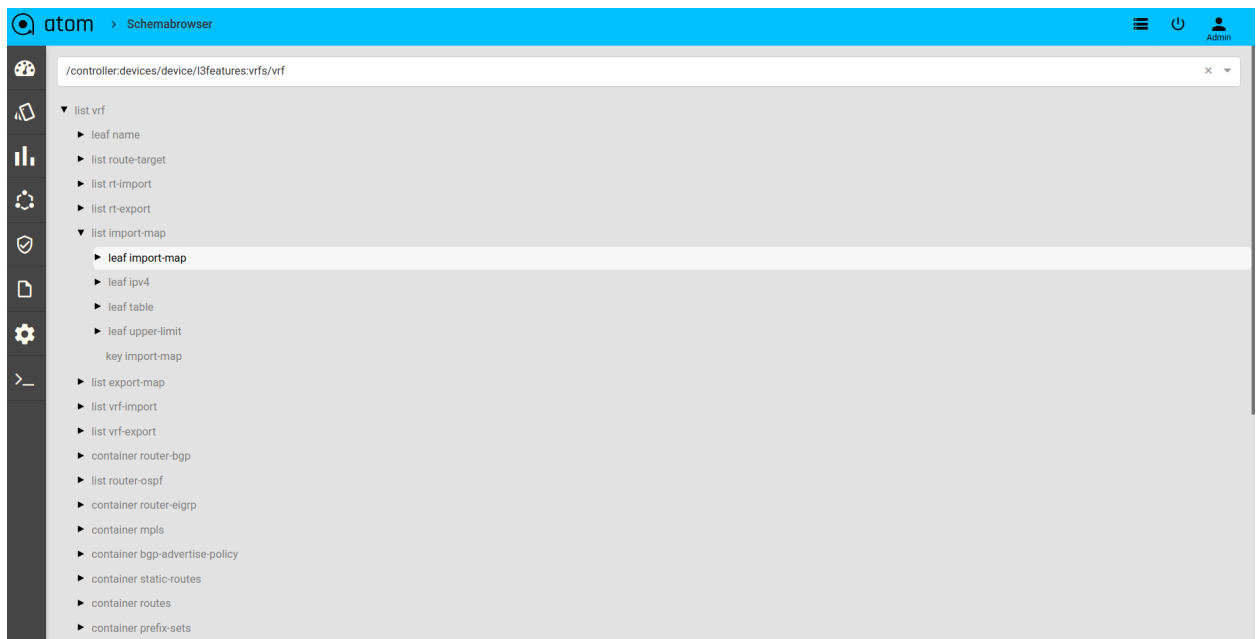 atom > Schemabrowser
Admin
/controller:devices/device/l3features:vrfs/vrf
list vrf
leaf name
list route-target
list rt-import
list rt-export
list import-map
leaf import-map
leaf ipv4
leaf table
leaf upper-limit
key import-map
list export-map
list vrf-import
list vrf-export
container router-bgp
list router-ospf
container router-eigrp
container mpls
container bgp-advertise-policy
container static-routes
container routes
container prefix-sets